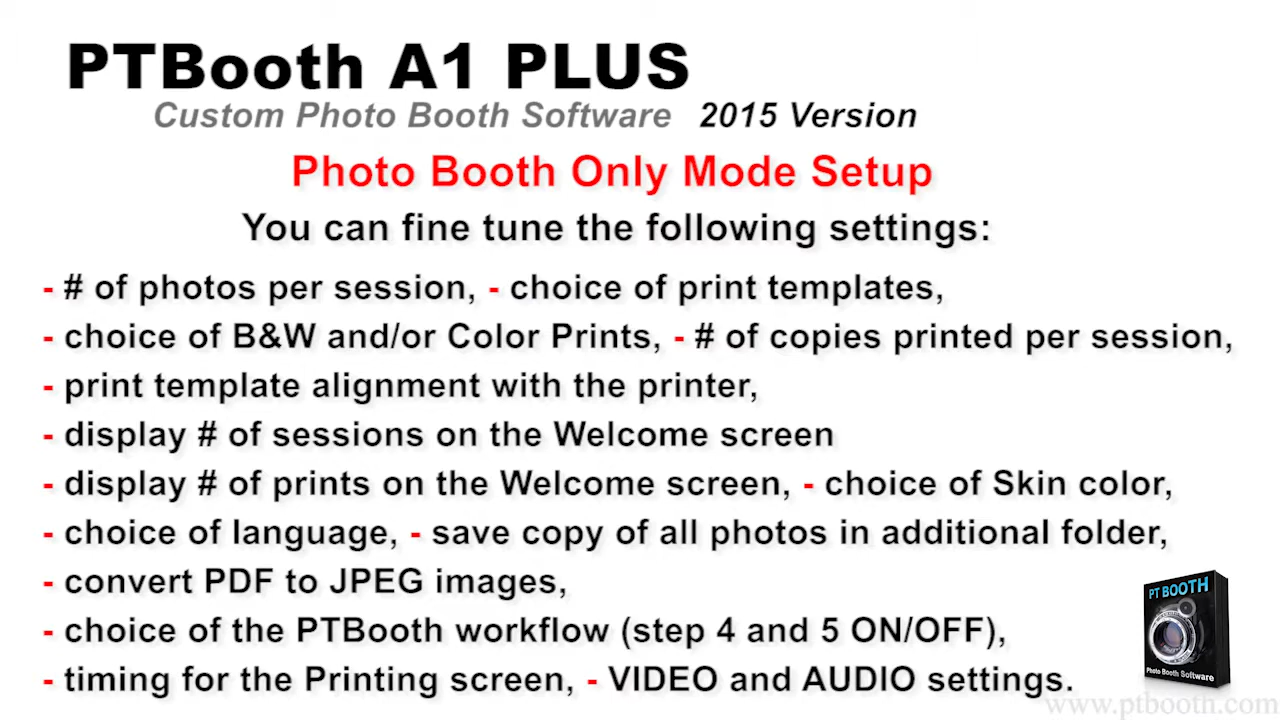 PTBooth A1 PLUS
Custom Photo Booth Software 2015 Version
Photo Booth Only Mode Setup
You can fine tune the following settings:
- # of photos per session, - choice of print templates,
- choice of B&W and/or Color Prints, - # of copies printed per session,
- print template alignment with the printer,
- display # of sessions on the Welcome screen
- display # of prints on the Welcome screen, - choice of Skin color,
- choice of language, - save copy of all photos in additional folder,
- convert PDF to JPEG images,
- choice of the PTBooth workflow (step 4 and 5 ON/OFF),
- timing for the Printing screen, - VIDEO and AUDIO settings.
PT BOOTH
Photo Booth Software
www.ptbooth.com